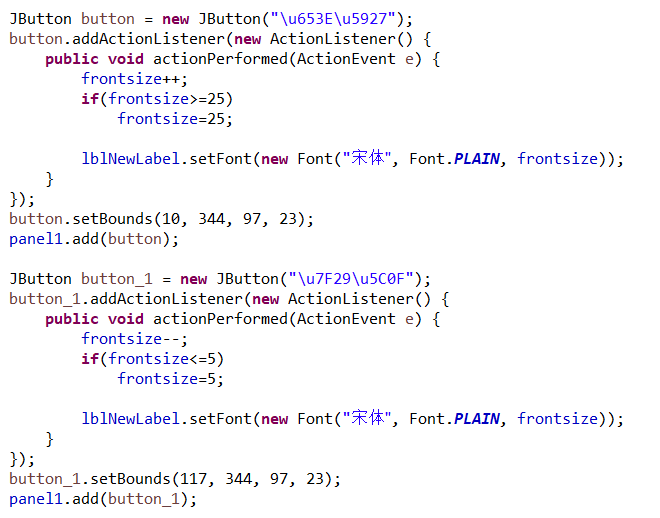 JButton button = new JButton("\u653E\u5927");
button.addActionListener(new ActionListener() {
    public void actionPerformed(ActionEvent e) {
        frontsize++;
        if(frontsize>=25)
            frontsize=25;

        lblNewLabel.setFont(new Font("宋体", Font.PLAIN, frontsize));
    }
});
button.setBounds(10, 344, 97, 23);
panel1.add(button);

JButton button_1 = new JButton("\u7F29\u5C0F");
button_1.addActionListener(new ActionListener() {
    public void actionPerformed(ActionEvent e) {
        frontsize--;
        if(frontsize<=5)
            frontsize=5;

        lblNewLabel.setFont(new Font("宋体", Font.PLAIN, frontsize));
    }
});
button_1.setBounds(117, 344, 97, 23);
panel1.add(button_1);